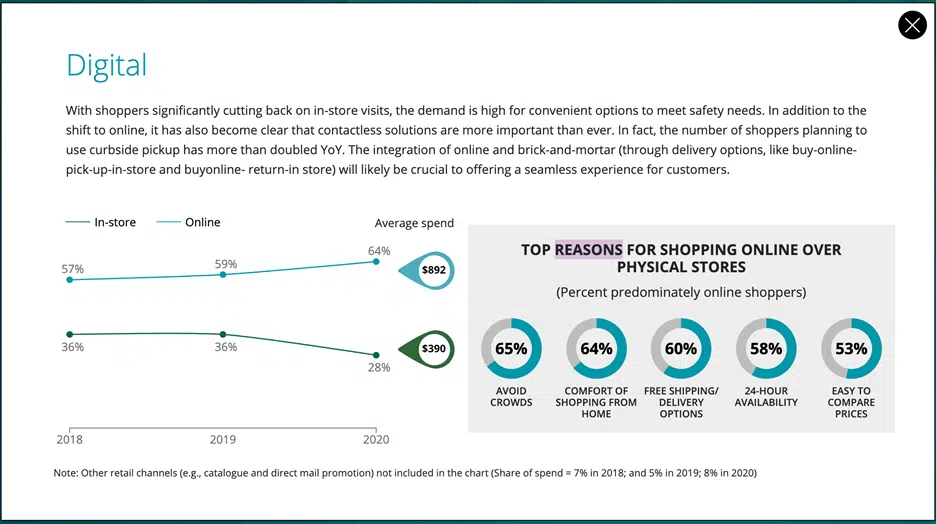 Digital
With shoppers significantly cutting back on in-store visits, the demand is high for convenient options to meet safety needs. In addition to the
shift to online, it has also become clear that contactless solutions are more important than ever. In fact, the number of shoppers planning to
use curbside pickup has more than doubled YoY. The integration of online and brick-and-mortar (through delivery options, like buy-online-
pick-up-in-store and buyonline- return-in store) will likely be crucial to offering a seamless experience for customers.
In-store
Online
Average spend
57%
59%
64%
$892
36%
36%
28%
$390
2018
2019
2020
TOP REASONS FOR SHOPPING ONLINE OVER
PHYSICAL STORES
(Percent predominately online shoppers)
65%
64%
60%
58%
53%
AVOID
CROWDS
COMFORT OF
SHOPPING FROM
HOME
FREE SHIPPING/
DELIVERY
OPTIONS
24-HOUR
AVAILABILITY
EASY TO
COMPARE
PRICES
Note: Other retail channels (e.g., catalogue and direct mail promotion) not included in the chart (Share of spend = 7% in 2018; and 5% in 2019; 8% in 2020)